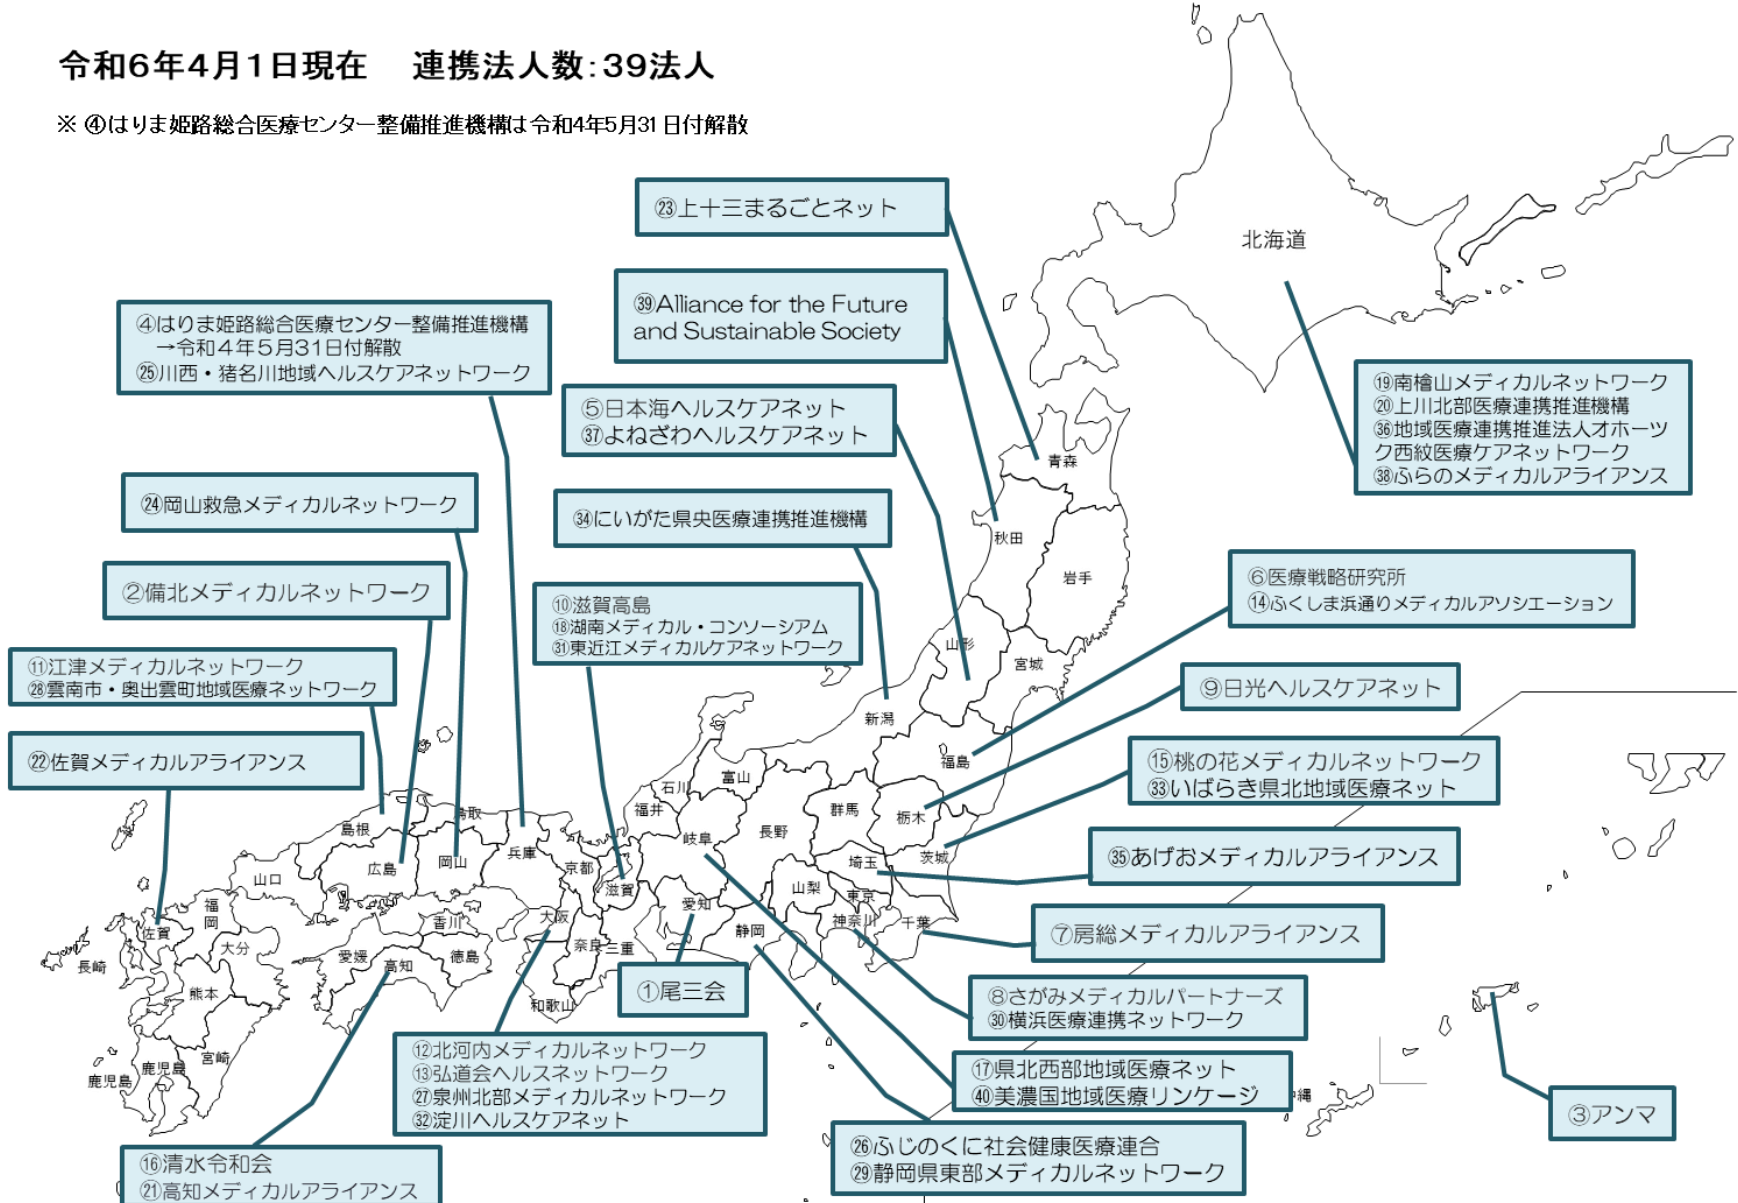 令和6年4月1日現在　連携法人数:39法人
※ ④はりま姫路総合医療センター整備推進機構は令和4年5月31日付解散
㉓上十三まるごとネット
北海道
㊴Alliance for the Future
and Sustainable Society
④はりま姫路総合医療センター整備推進機構
→令和４年５月31日付解散
㉕川西・猪名川地域ヘルスケアネットワーク
⑤日本海ヘルスケアネット
㊲よねざわヘルスケアネット
⑲南檜山メディカルネットワーク
⑳上川北部医療連携推進機構
㊱地域医療連携推進法人オホーツ
ク西紋医療ケアネットワーク
㊳ふらのメディカルアライアンス
青森
㉔岡山救急メディカルネットワーク
㉞にいがた県央医療連携推進機構
秋田
岩手
②備北メディカルネットワーク
⑩滋賀高島
⑱湖南メディカル・コンソーシアム
㉛東近江メディカルケアネットワーク
⑥医療戦略研究所
⑭ふくしま浜通りメディカルアソシエーション
山形
宮城
⑪江津メディカルネットワーク
㉘雲南市・奥出雲町地域医療ネットワーク
⑨日光ヘルスケアネット
新潟
㉒佐賀メディカルアライアンス
福島
⑮桃の花メディカルネットワーク
㉝いばらき県北地域医療ネット
富山
石川
福井
群馬
栃木
鳥取
島根
岐阜
長野
兵庫
岡山
広島
京都
埼玉
茨城
㉟あげおメディカルアライアンス
山口
滋賀
山梨
東京
福岡
愛知
大阪
香川
神奈川
千葉
佐賀
静岡
⑦房総メディカルアライアンス
大分
奈良
三重
愛媛
徳島
高知
長崎
熊本
①尾三会
和歌山
⑧さがみメディカルパートナーズ
㉚横浜医療連携ネットワーク
⑫北河内メディカルネットワーク
⑬弘道会ヘルスネットワーク
㉗泉州北部メディカルネットワーク
㉜淀川ヘルスケアネット
宮崎
鹿児島
鹿児島
⑰県北西部地域医療ネット
㊵美濃国地域医療リンケージ
縄
③アンマ
⑯清水令和会
㉑高知メディカルアライアンス
㉖ふじのくに社会健康医療連合
㉙静岡県東部メディカルネットワーク